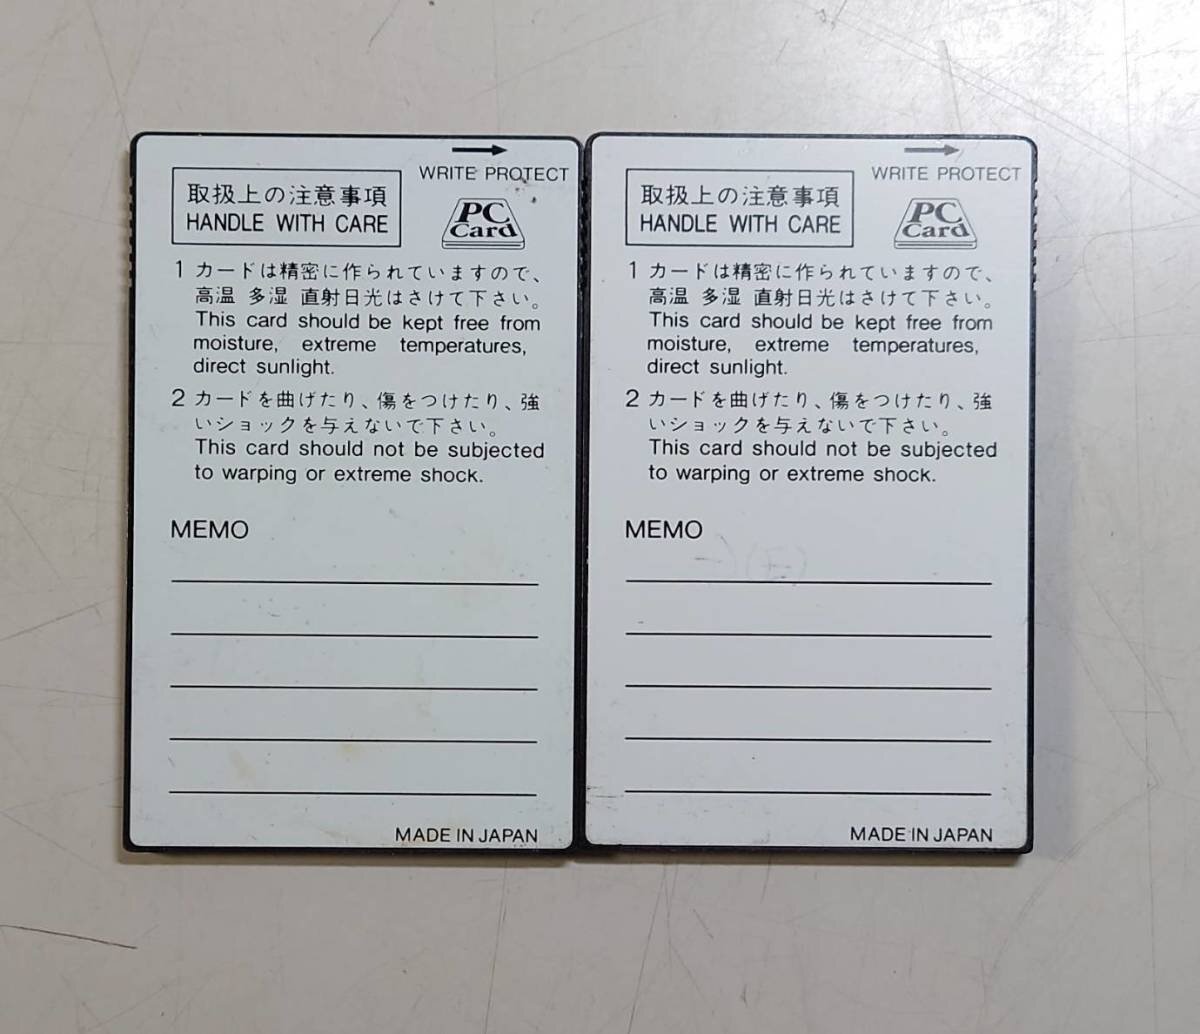 WRITE PROTECT
取扱上の注意事項
HANDLE WITH CARE
PC
Card
1 カードは精密に作られていますので、
高温 多湿 直射日光はさけて下さい。
This card should be kept free from
moisture, extreme temperatures,
direct sunlight.
2 カードを曲げたり、傷をつけたり、強
いショックを与えないで下さい。
This card should not be subjected
to warping or extreme shock.
MEMO
MADE IN JAPAN
WRITE PROTECT
取扱上の注意事項
HANDLE WITH CARE
PC
Card
1 カードは精密に作られていますので、
高温 多湿 直射日光はさけて下さい。
This card should be kept free from
moisture, extreme temperatures,
direct sunlight.
2 カードを曲げたり、傷をつけたり、強
いショックを与えないで下さい。
This card should not be subjected
to warping or extreme shock.
MEMO
MADE IN JAPAN